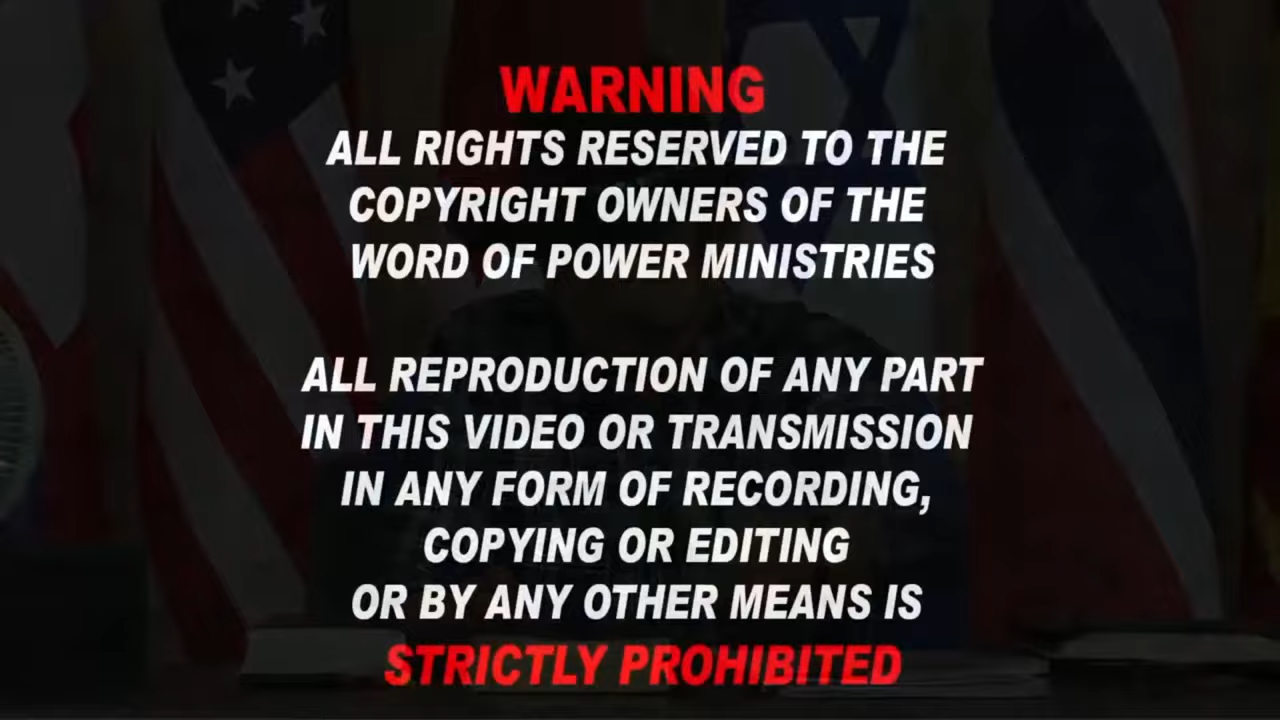 WARNING
ALL RIGHTS RESERVED TO THE
COPYRIGHT OWNERS OF THE
WORD OF POWER MINISTRIES
ALL REPRODUCTION OF ANY PART
IN THIS VIDEO OR TRANSMISSION
IN ANY FORM OF RECORDING,
COPYING OR EDITING
OR BY ANY OTHER MEANS IS
STRICTLY PROHIBITED